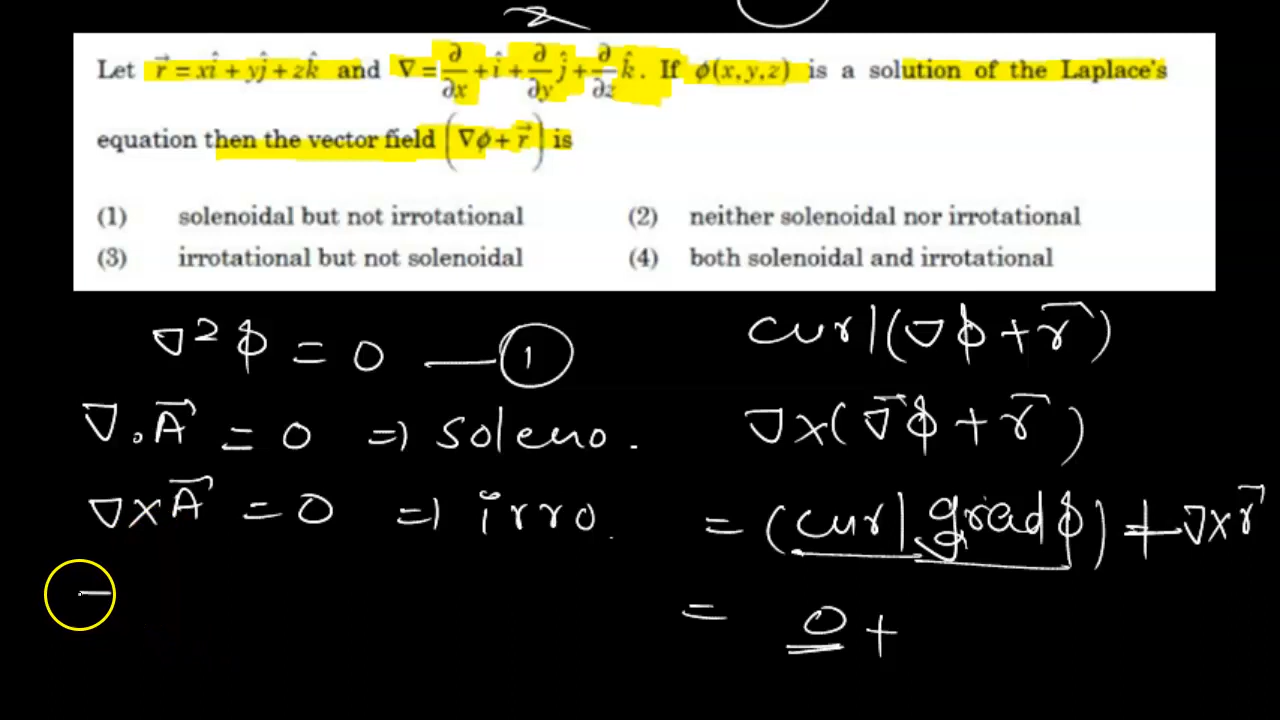 Let r⃗ = xî + yĵ + zk̂ and ∇ = ∂/∂x + î + ∂/∂y ĵ + ∂/∂z k̂. If ϕ(x, y, z) is a solution of the Laplace's
equation then the vector field (∇ϕ + r⃗) is
(1) solenoidal but not irrotational (2) neither solenoidal nor irrotational
(3) irrotational but not solenoidal (4) both solenoidal and irrotational
∇²ϕ = 0 — ①
∇.A⃗ = 0 ⇒ Soleno.
∇×A⃗ = 0 ⇒ irro.
curl(∇ϕ + r⃗)
∇×(∇⃗ϕ + r⃗)
= (curl gradϕ) + ∇×r⃗
= 0 +